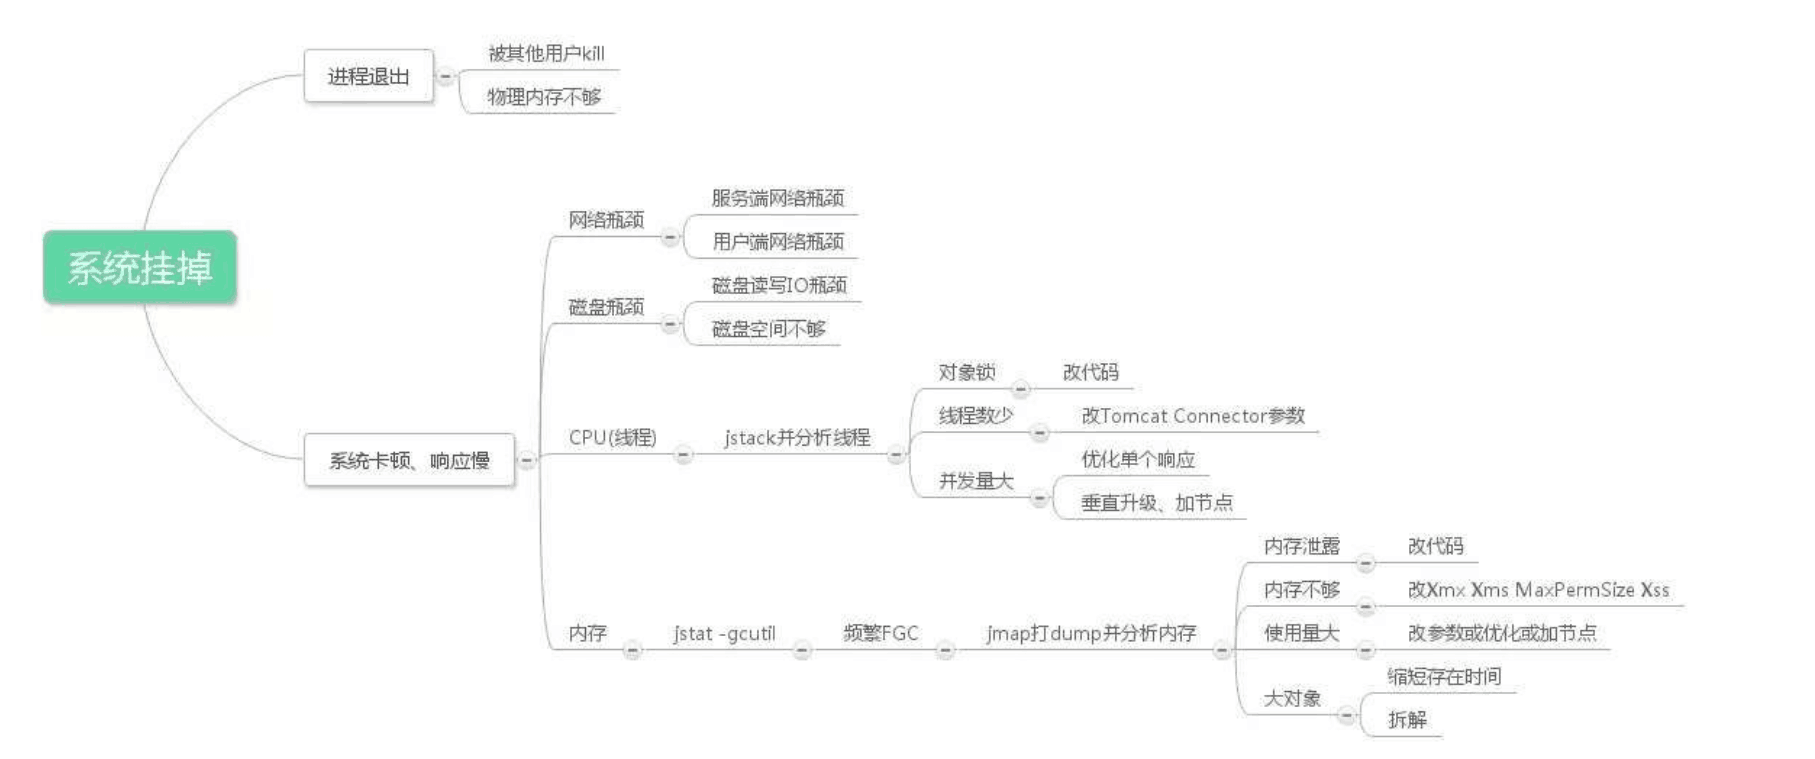 系统挂掉
进程退出
被其他用户kill
物理内存不够
系统卡顿、响应慢
网络瓶颈
服务端网络瓶颈
用户端网络瓶颈
磁盘瓶颈
磁盘读写IO瓶颈
磁盘空间不够
CPU(线程)
jstack并分析线程
对象锁
改代码
线程数少
改Tomcat Connector参数
并发量大
优化单个响应
垂直升级、加节点
内存
jstat -gcutil
频繁FGC
jmap打dump并分析内存
内存泄露
改代码
内存不够
改Xmx Xms MaxPermSize Xss
使用量大
改参数或优化或加节点
大对象
缩短存在时间
拆解